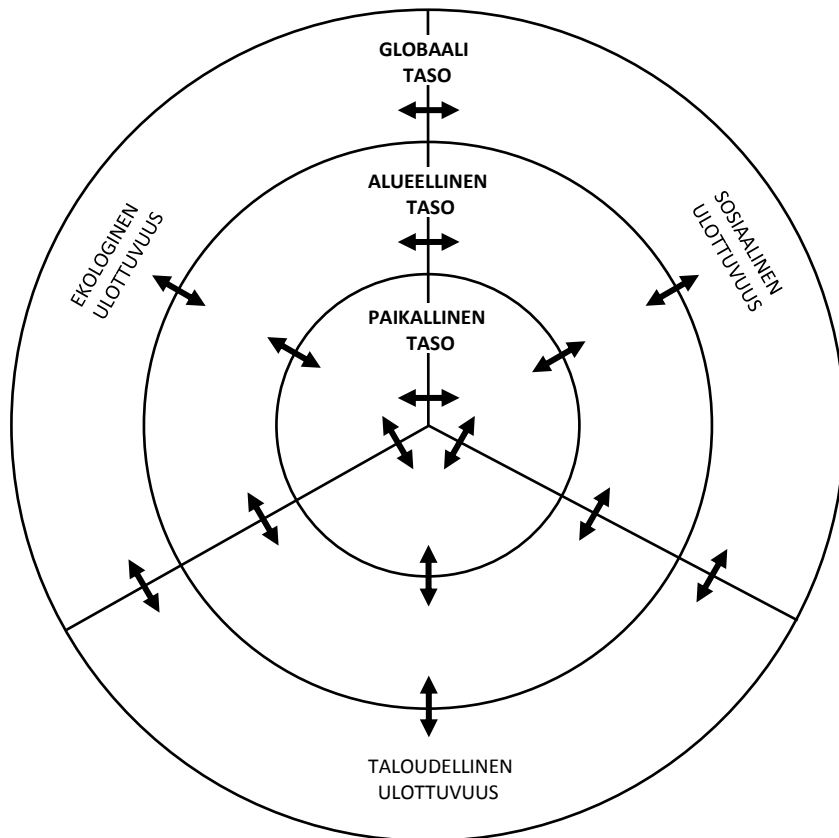 GLOBAALI
TASO
ALUEELLINEN
TASO
PAIKALLINEN
TASO
EKOLOGINEN
ULOTTUVUUS
SOSIAALINEN
ULOTTUVUUS
TALOUDELLINEN
ULOTTUVUUS